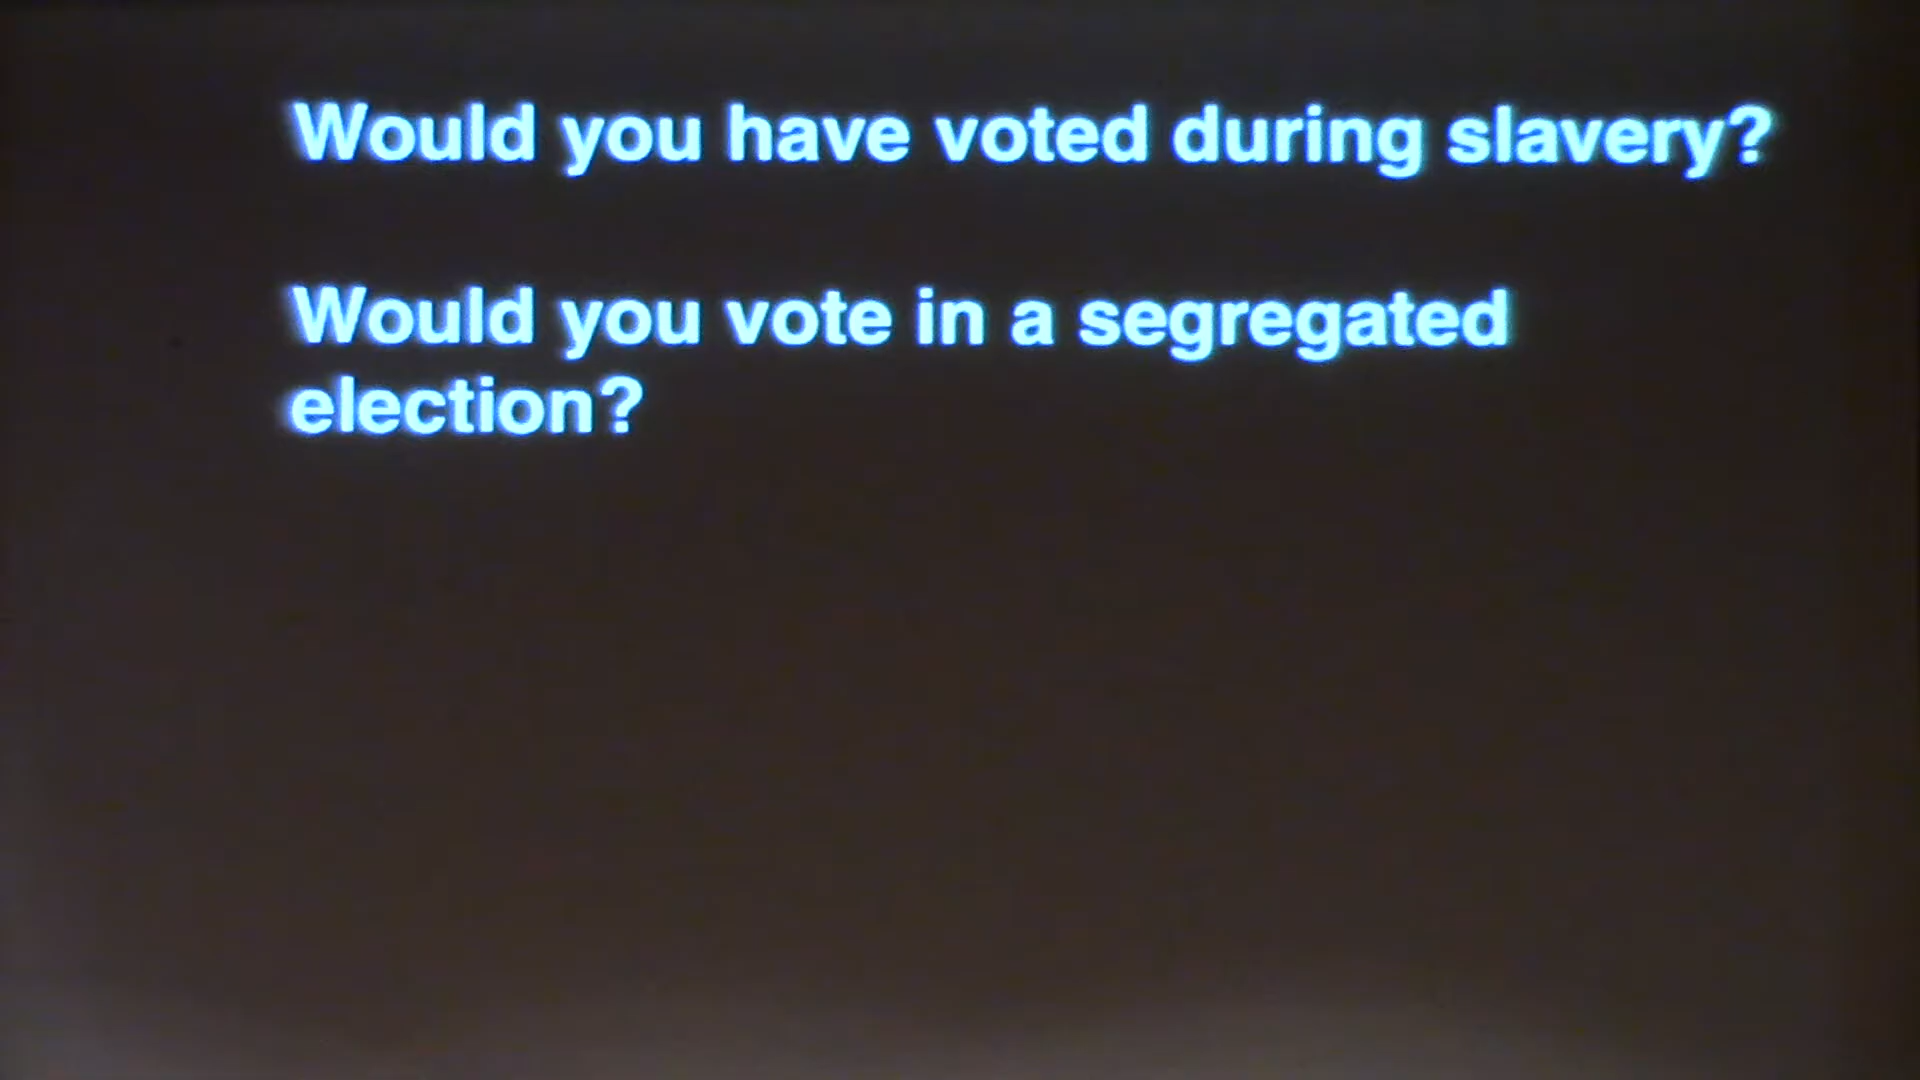 Would you have voted during slavery?
Would you vote in a segregated
election?